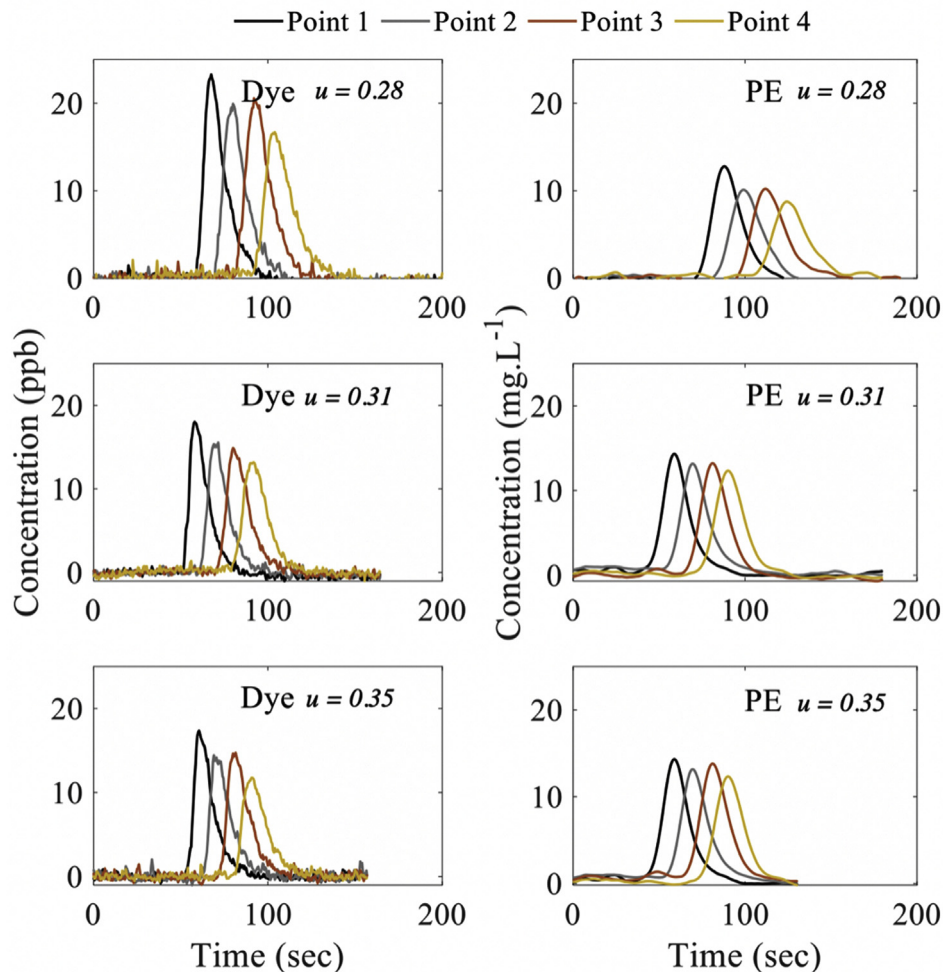 Point 1 Point 2 Point 3 Point 4
Dye u = 0.28
20
10
0
0 100 200
PE u = 0.28
20
10
0
0 100 200
Concentration (ppb)
Dye u = 0.31
20
10
0
0 100 200
Concentration (mg.L⁻¹)
PE u = 0.31
20
10
0
0 100 200
Dye u = 0.35
20
10
0
0 100 200
Time (sec)
PE u = 0.35
20
10
0
0 100 200
Time (sec)